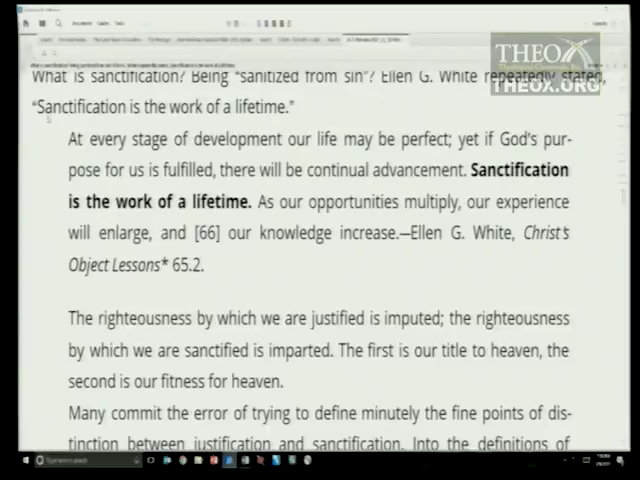 THEOX
THEOX.ORG
What is sanctification? Being “sanitized from sin”? Ellen G. White repeatedly stated,
“Sanctification is the work of a lifetime.”
At every stage of development our life may be perfect; yet if God’s pur-
pose for us is fulfilled, there will be continual advancement. Sanctification
is the work of a lifetime. As our opportunities multiply, our experience
will enlarge, and [66] our knowledge increase.—Ellen G. White, Christ’s
Object Lessons* 65.2.
The righteousness by which we are justified is imputed; the righteousness
by which we are sanctified is imparted. The first is our title to heaven, the
second is our fitness for heaven.
Many commit the error of trying to define minutely the fine points of dis-
tinction between justification and sanctification. Into the definitions of